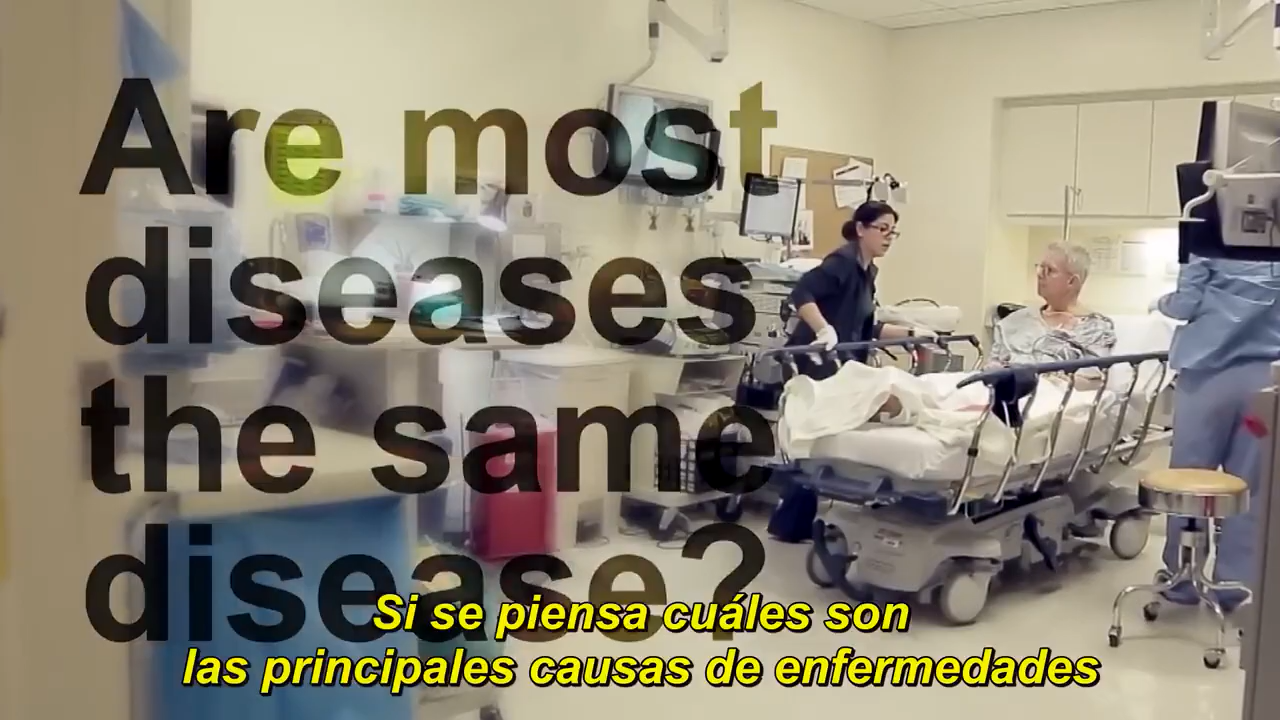 Are most
diseases
the same
disease?
Si se piensa cuáles son
las principales causas de enfermedades